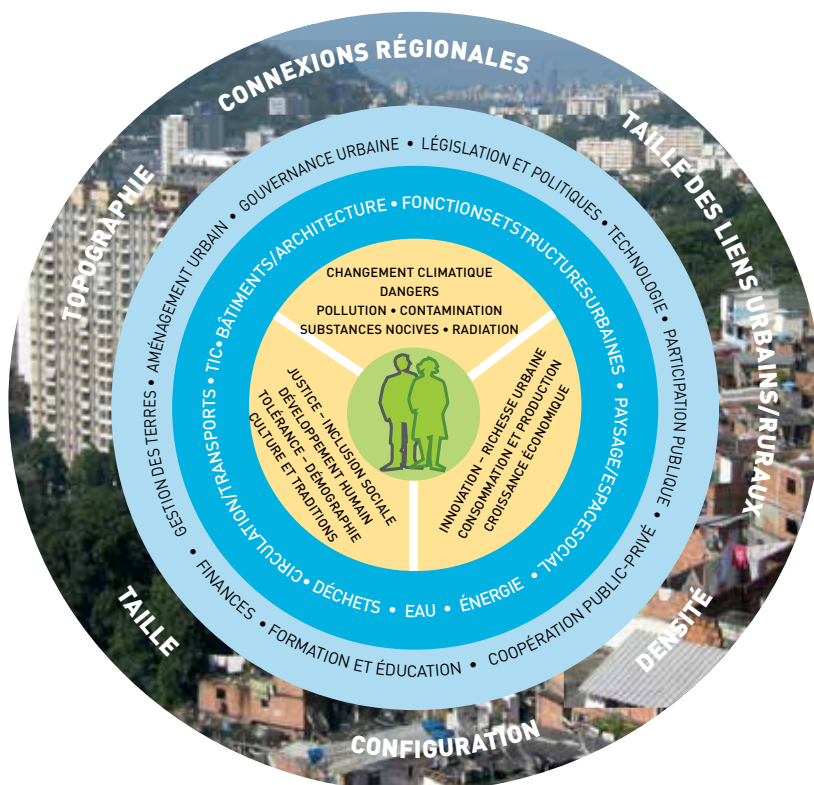 CONNEXIONS RÉGIONALES
TAILLE DES LIENS URBAINS/RURAUX
DENSITÉ
CONFIGURATION
TAILLE
TOPOGRAPHIE
GESTION DES TERRES • AMÉNAGEMENT URBAIN • GOUVERNANCE URBAINE • LÉGISLATION ET POLITIQUES • TECHNOLOGIE • PARTICIPATION PUBLIQUE •
• FINANCES • FORMATION ET ÉDUCATION • COOPÉRATION PUBLIC-PRIVÉ
CIRCULATION/TRANSPORTS • TIC • BÂTIMENTS/ARCHITECTURE • FONCTIONSETSTRUCTURESURBAINES • PAYSAGE/ESPACESOCIAL
• DÉCHETS • EAU • ÉNERGIE •
CHANGEMENT CLIMATIQUE
DANGERS
POLLUTION • CONTAMINATION
SUBSTANCES NOCIVES • RADIATION
JUSTICE – INCLUSION SOCIALE
DÉVELOPPEMENT HUMAIN
TOLÉRANCE – DÉMOGRAPHIE
CULTURE ET TRADITIONS
INNOVATION – RICHESSE URBAINE
CONSOMMATION ET PRODUCTION
CROISSANCE ÉCONOMIQUE